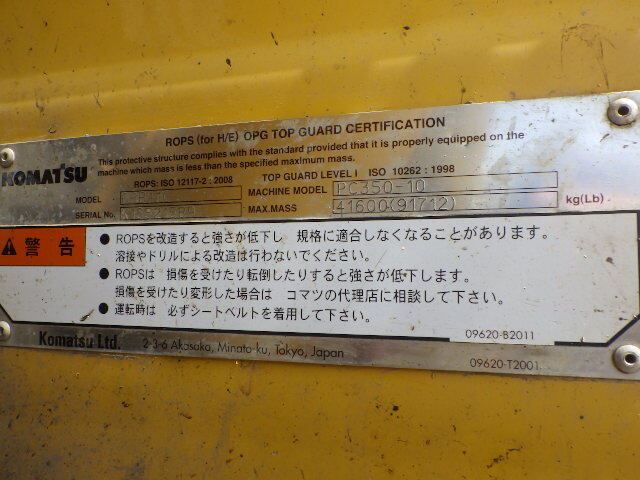 ROPS (for H/E) OPG TOP GUARD CERTIFICATION
KOMATSU
This protective structure complies with the standard provided that it is properly equipped on the
machine which mass is less than the specified maximum mass.
ROPS: ISO 12117-2 : 2008 TOP GUARD LEVEL I ISO 10262 : 1998
MODEL MACHINE MODEL PC350-10
SERIAL No. MAX.MASS 41600(91712) kg(Lb).
警告
● ROPSを改造すると強さが低下し 規格に適合しなくなることがあります。
溶接やドリルによる改造は行わないでください。
● ROPSは 損傷を受けたり転倒したりすると強さが低下します。
損傷を受けたり変形した場合は コマツの代理店に相談して下さい。
● 運転時は 必ずシートベルトを着用して下さい。
09620-B2011
Komatsu Ltd. 2-3-6 Akasaka, Minato-ku, Tokyo, Japan
09620-T2001